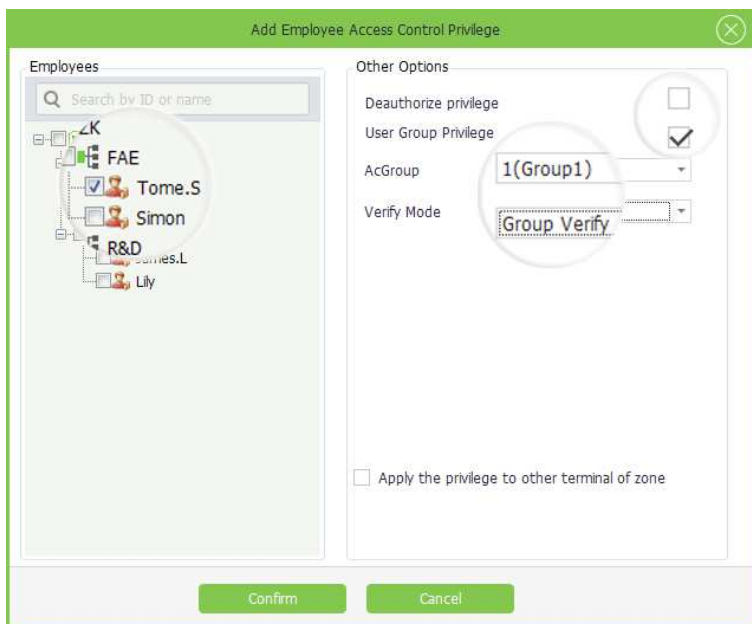 Add Employee Access Control Privilege
Employees
Search by ID or name
ZK
FAE
Tome.S
Simon
R&D
James.L
Lily
Other Options
Deauthorize privilege
User Group Privilege
AcGroup
1(Group1)
Verify Mode
Group Verify
Apply the privilege to other terminal of zone
Confirm
Cancel